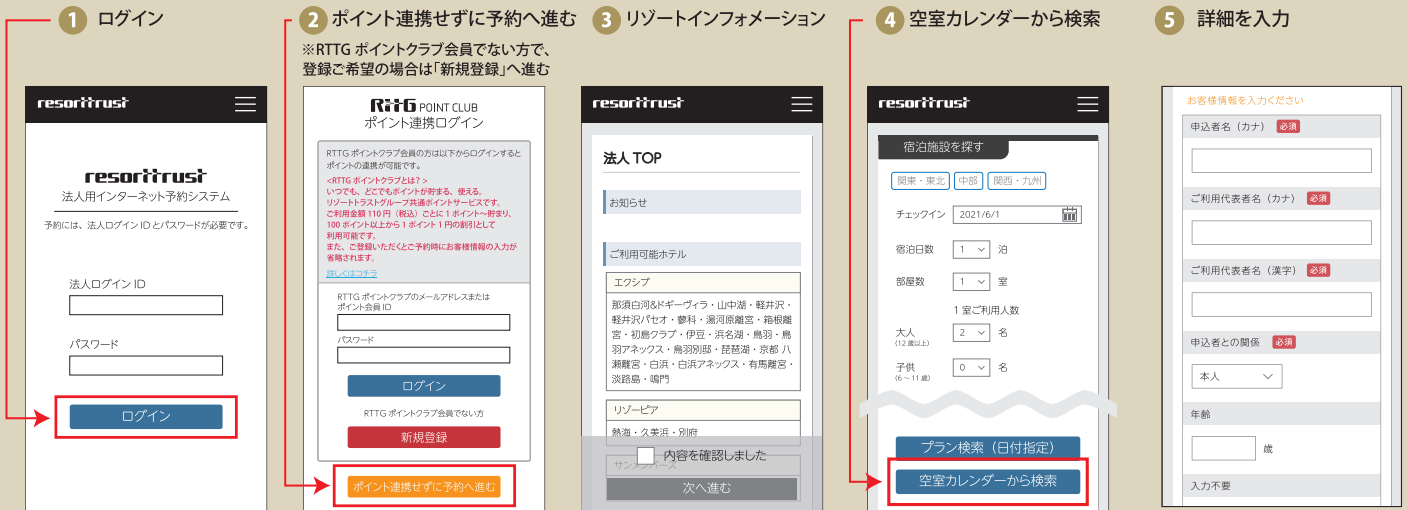 1 ログイン
resorttrust
resorttrust
法人用インターネット予約システム
予約には、法人ログイン ID とパスワードが必要です。
法人ログイン ID
パスワード
ログイン
2 ポイント連携せずに予約へ進む
※RTTG ポイントクラブ会員でない方で、
登録ご希望の場合は「新規登録」へ進む
RTTG POINT CLUB
ポイント連携ログイン
RTTG ポイントクラブ会員の方は以下からログインすると
ポイントの連携が可能です。
<RTTG ポイントクラブとは? >
いつでも、どこでもポイントが貯まる、使える。
リゾートトラストグループ共通ポイントサービスです。
ご利用金額 110 円（税込）ごとに 1 ポイント～貯まり、
100 ポイント以上から 1 ポイント 1 円の割引として
利用可能です。
また、ご登録いただくとご予約時にお客様情報の入力が
省略されます。
詳しくはコチラ
RTTG ポイントクラブのメールアドレスまたは
ポイント会員 ID
パスワード
ログイン
RTTG ポイントクラブ会員でない方
新規登録
ポイント連携せずに予約へ進む
3 リゾートインフォメーション
resorttrust
法人 TOP
お知らせ
ご利用可能ホテル
エクシブ
那須白河&ドギーヴィラ・山中湖・軽井沢・
軽井沢パセオ・蓼科・湯河原離宮・箱根離
宮・初島クラブ・伊豆・浜名湖・鳥羽・鳥
羽アネックス・鳥羽別邸・琵琶湖・京都 八
瀬離宮・白浜・白浜アネックス・有馬離宮・
淡路島・鳴門
リゾーピア
熱海・久美浜・別府
サンメンバーズ
内容を確認しました
次へ進む
4 空室カレンダーから検索
resorttrust
宿泊施設を探す
関東・東北 中部 関西・九州
チェックイン 2021/6/1
宿泊日数 1 泊
部屋数 1 室
1 室ご利用人数
大人 2 名
(12 歳以上)
子供 0 名
(6～11 歳)
プラン検索（日付指定）
空室カレンダーから検索
5 詳細を入力
お客様情報を入力ください
申込者名（カナ） 必須
ご利用代表者名（カナ） 必須
ご利用代表者名（漢字） 必須
申込者との関係 必須
本人
年齢
歳
入力不要